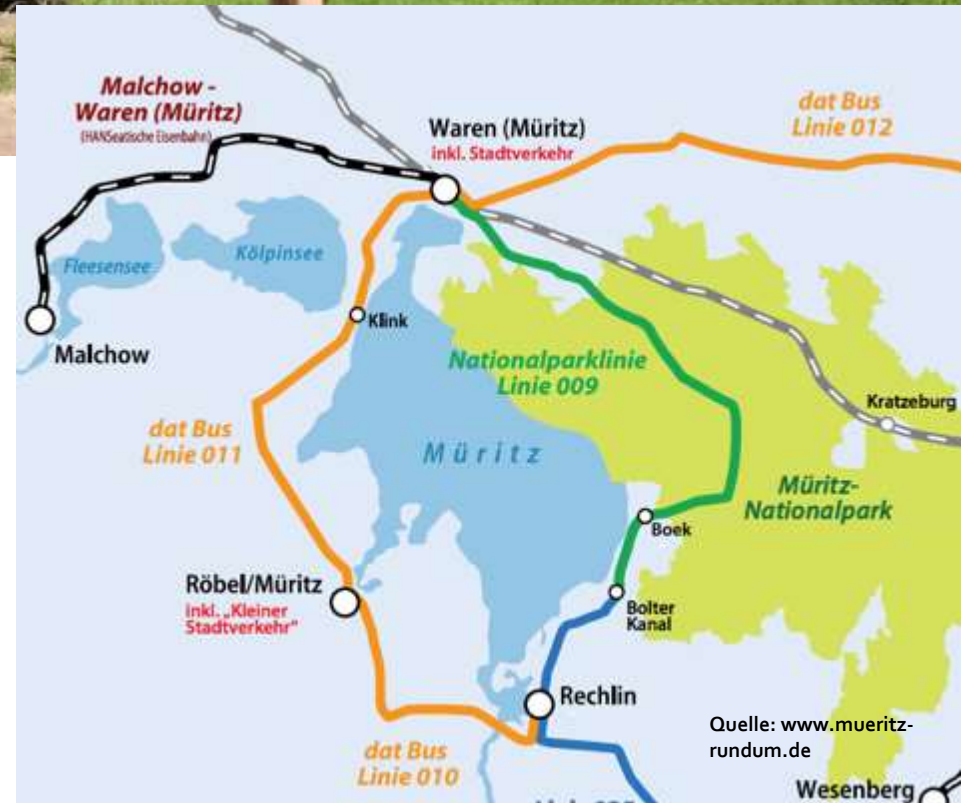 Malchow -
Waren (Müritz)
(HANSeatische Eisenbahn)
Waren (Müritz)
inkl. Stadtverkehr
dat Bus
Linie 012
Fleesensee
Kölpinsee
Klink
Malchow
Nationalparklinie
Linie 009
Kratzeburg
dat Bus
Linie 011
Müritz
Müritz-
Nationalpark
Boek
Röbel/Müritz
inkl. „Kleiner
Stadtverkehr"
Bolter
Kanal
Rechlin
Quelle: www.mueritz-
rundum.de
dat Bus
Linie 010
Wesenberg